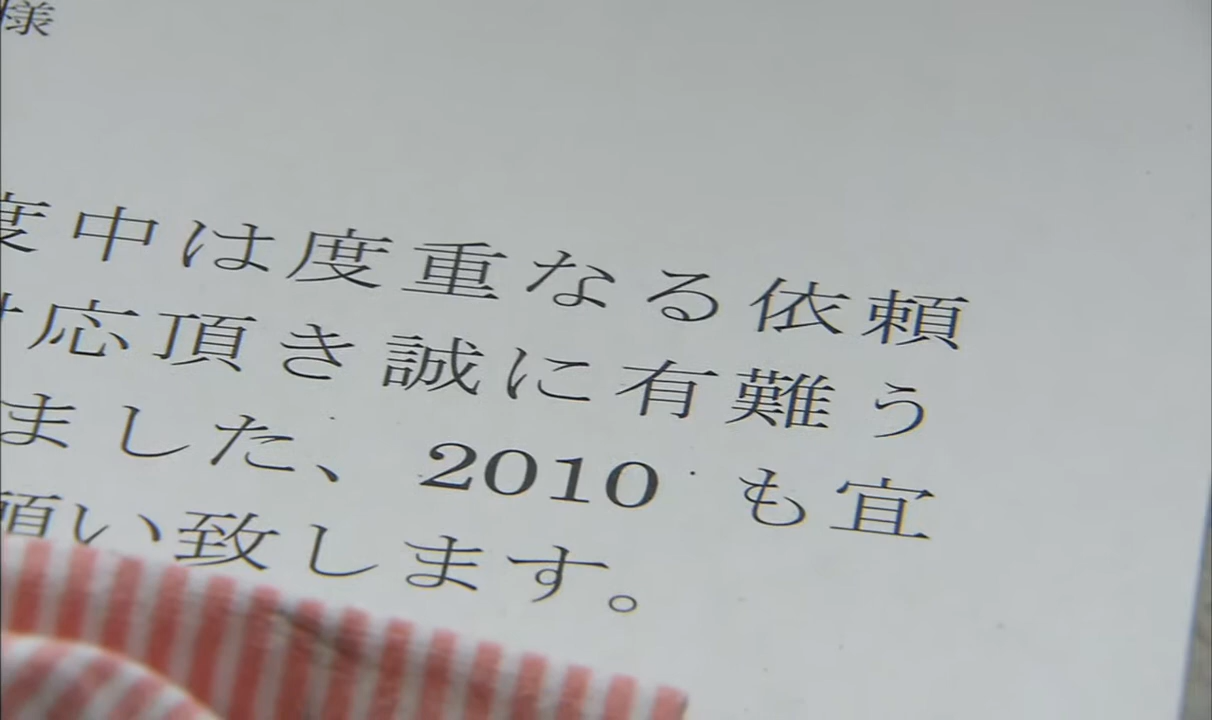 様
度中は度重なる依頼
応頂き誠に有難う
ました、2010 も宜
願い致します。